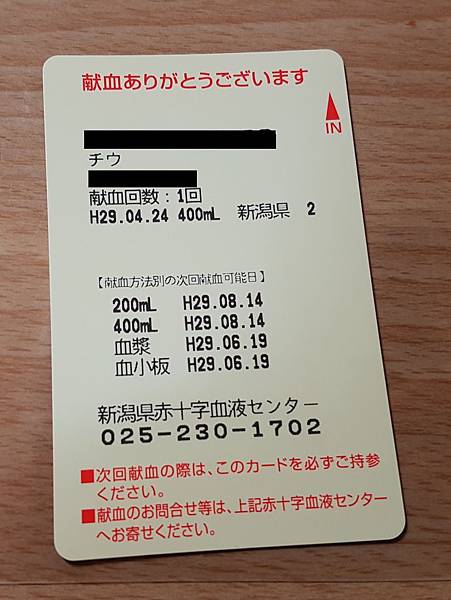 献血ありがとうございます
IN
チウ
献血回数：1回
H29.04.24 400mL 新潟県 2
【献血方法別の次回献血可能日】
200mL H29.08.14
400mL H29.08.14
血漿 H29.06.19
血小板 H29.06.19
新潟県赤十字血液センター
025-230-1702
■次回献血の際は、このカードを必ずご持参
ください。
■献血のお問合せ等は、上記赤十字血液センター
へお寄せください。